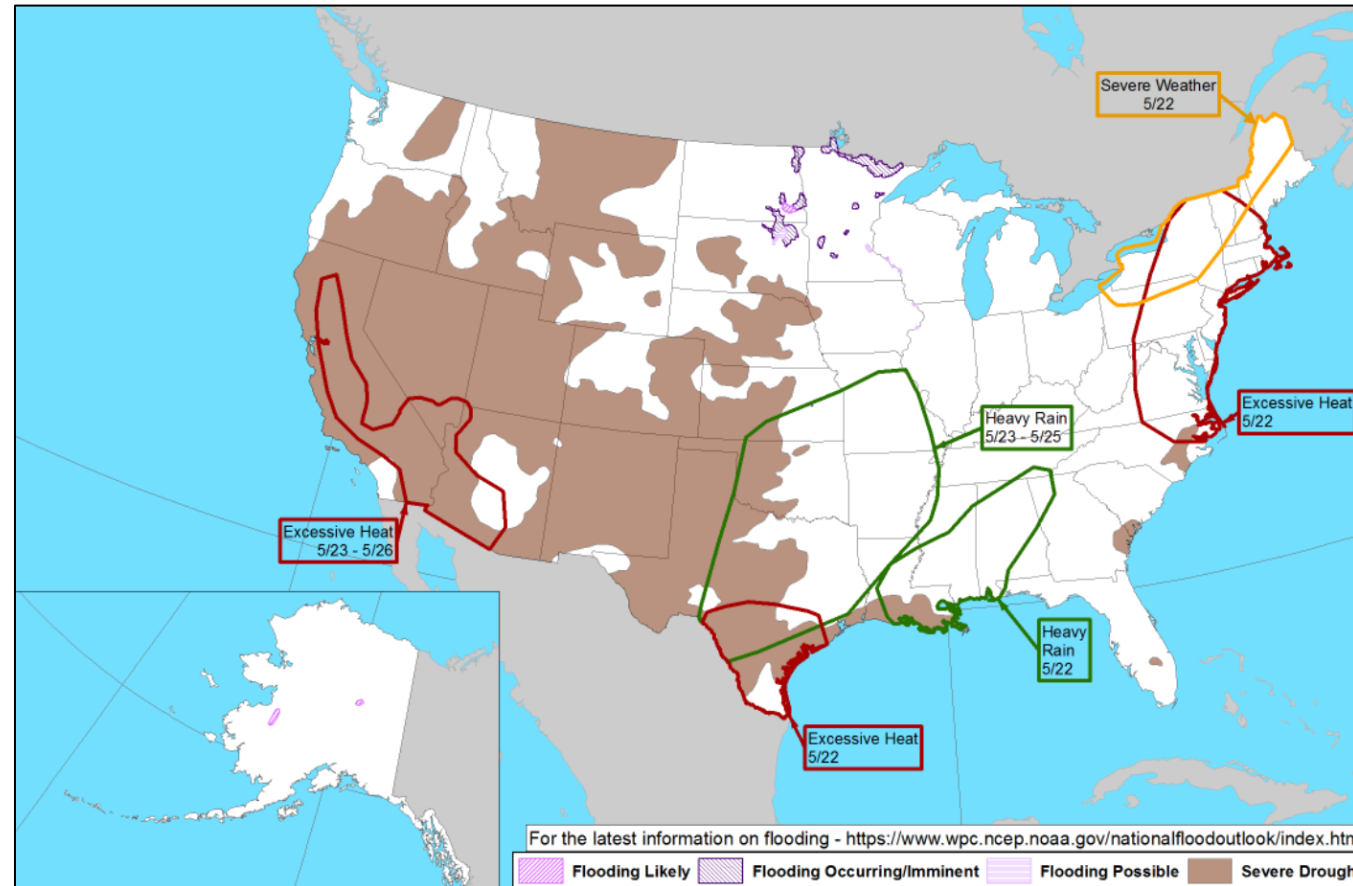 Severe Weather
5/22
Heavy Rain
5/23 - 5/25
Excessive Heat
5/22
Excessive Heat
5/23 - 5/26
Heavy
Rain
5/22
Excessive Heat
5/22
For the latest information on flooding - https://www.wpc.ncep.noaa.gov/nationalfloodoutlook/index.htm
Flooding Likely Flooding Occurring/Imminent Flooding Possible Severe Drough